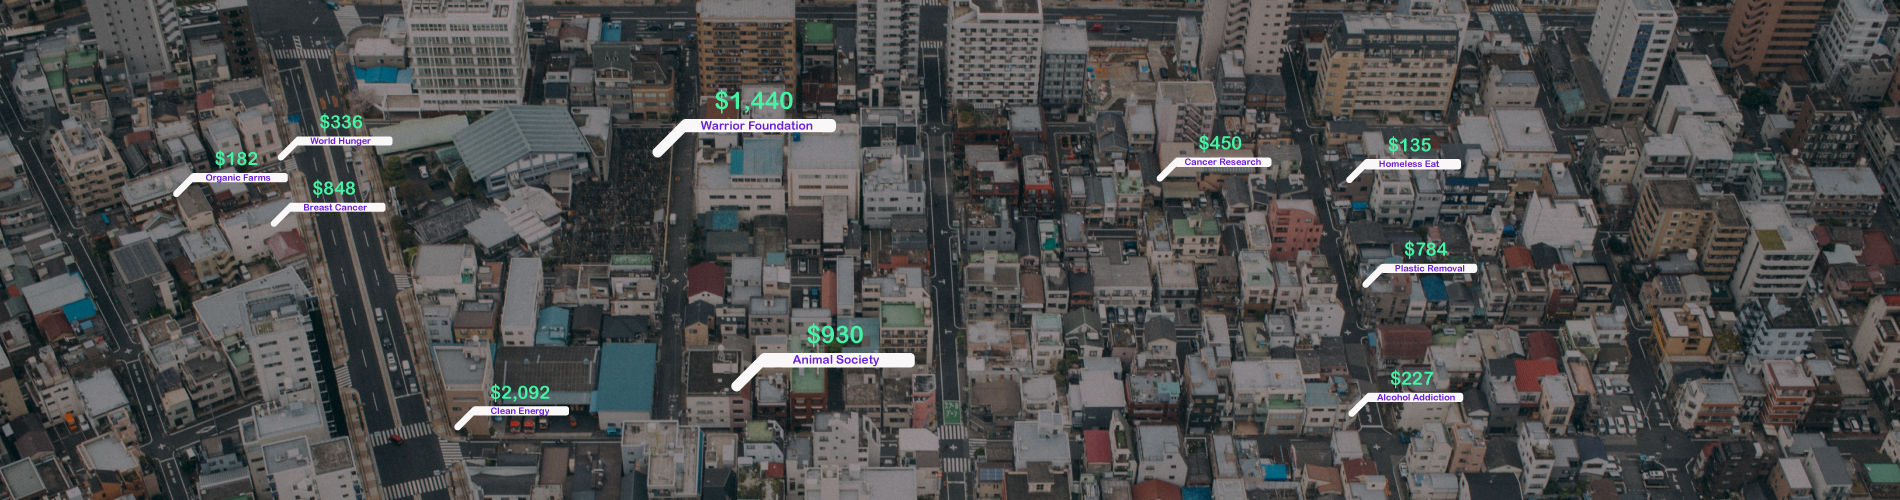 $1,440
Warrior Foundation
$336
World Hunger
$182
Organic Farms
$848
Breast Cancer
$450
Cancer Research
$135
Homeless Eat
$784
Plastic Removal
$930
Animal Society
$2,092
Clean Energy
$227
Alcohol Addiction